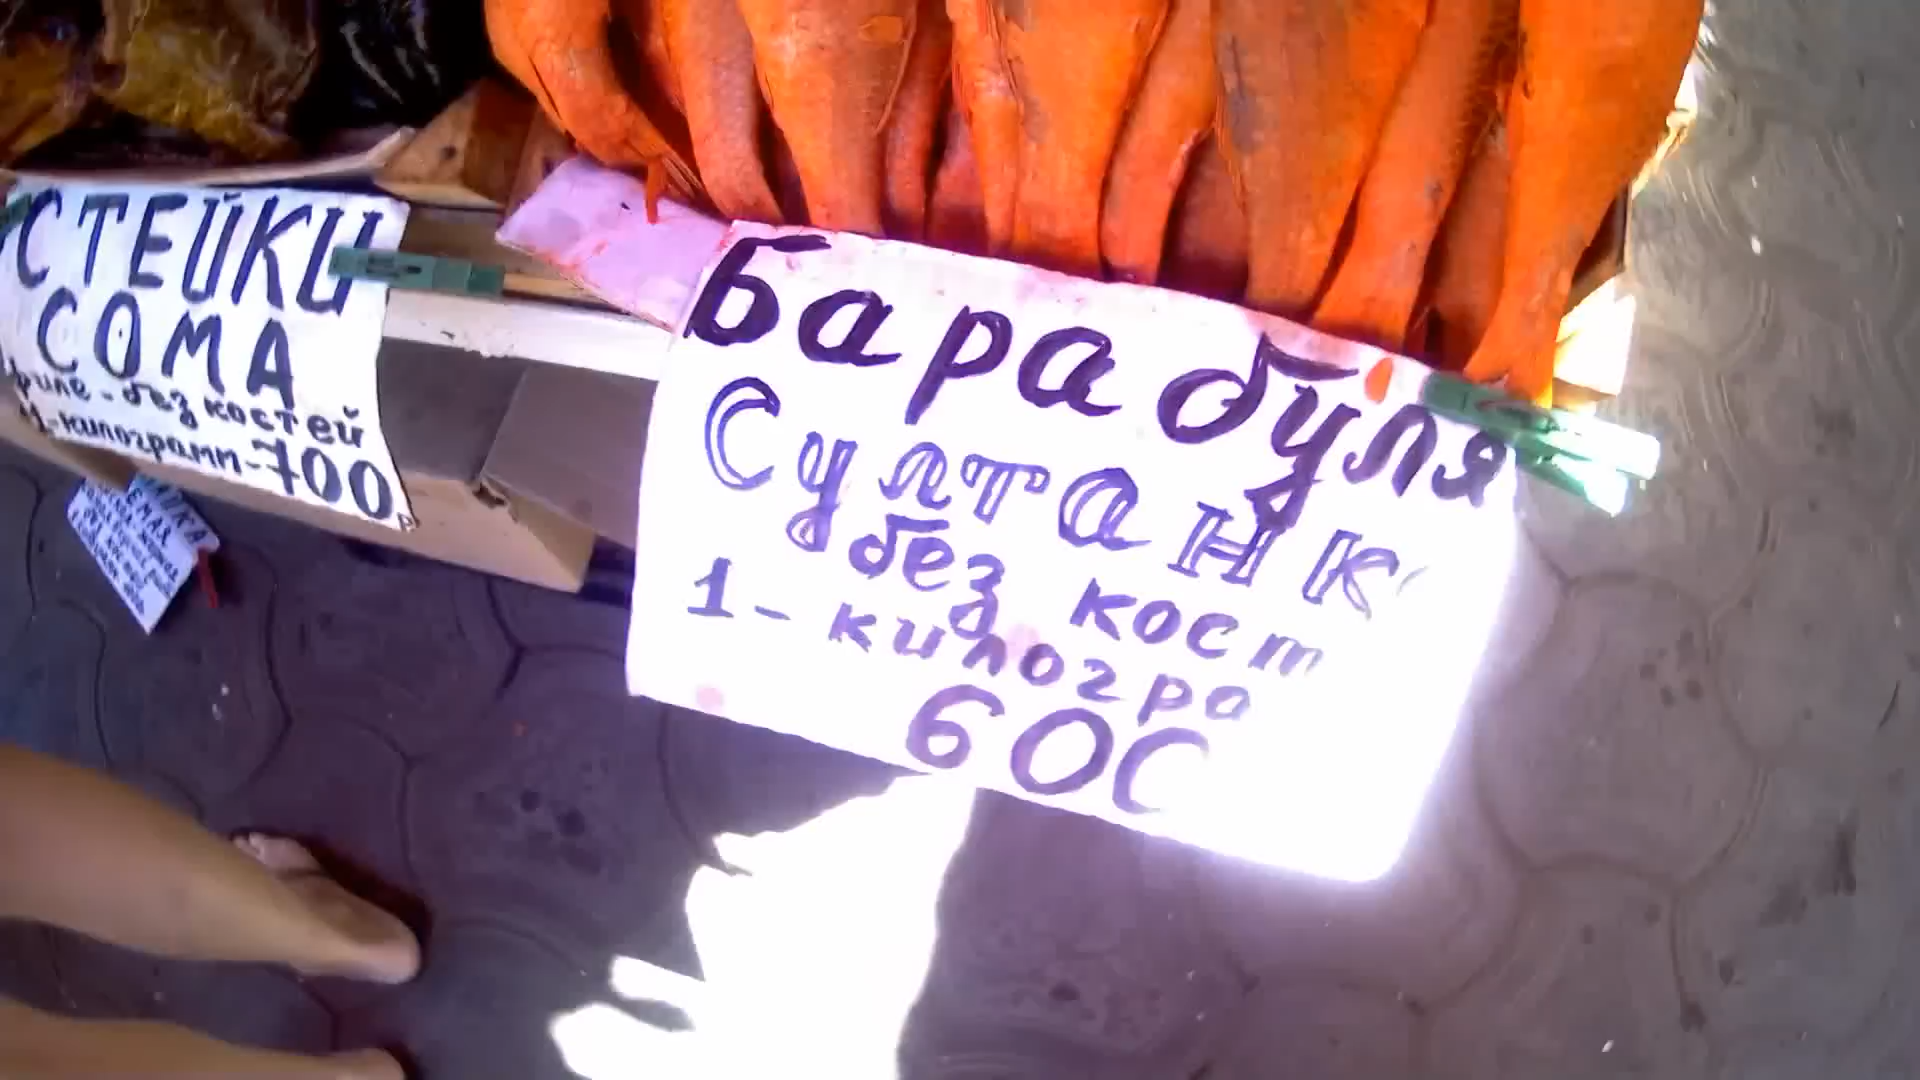 СТЕЙКИ
СОМА
филе - без костей
1 - килограмм - 700р
Барабуля
Султанк
без кост
1 - килогра
600